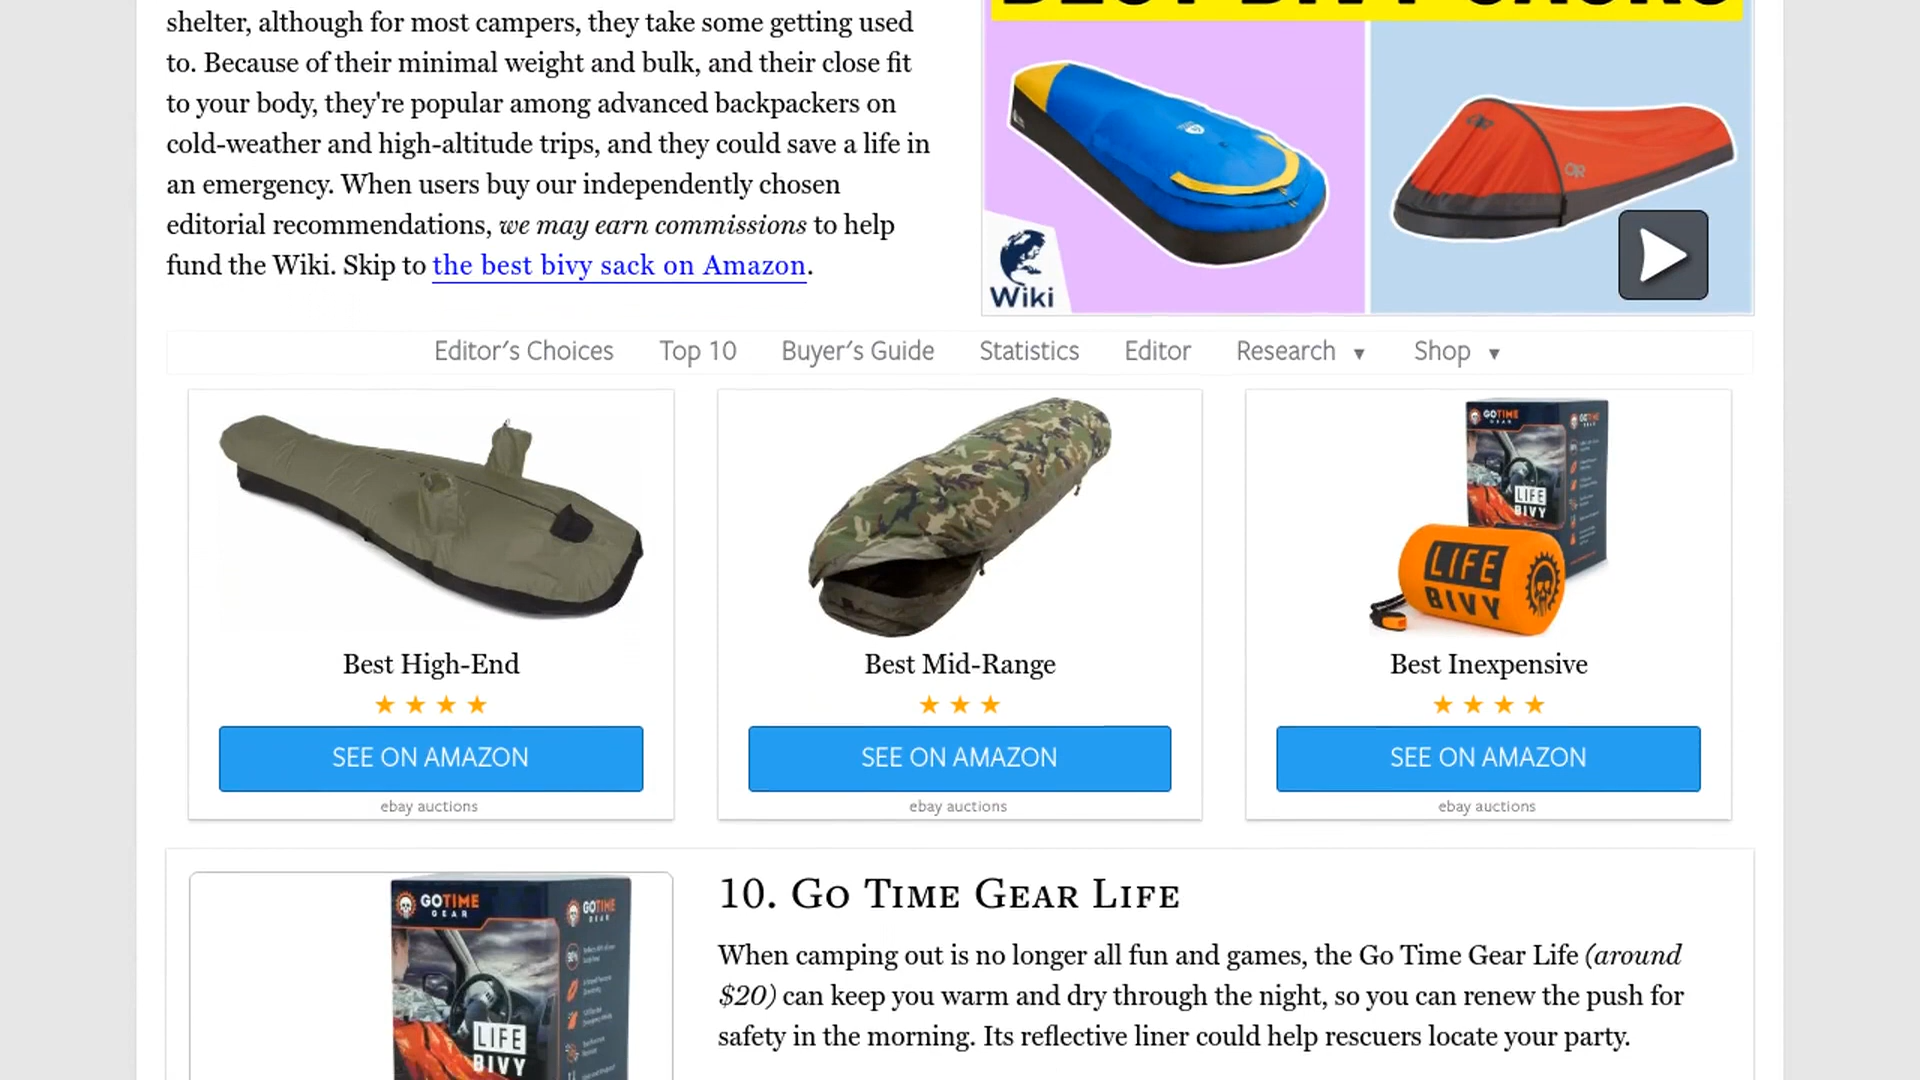 shelter, although for most campers, they take some getting used
to. Because of their minimal weight and bulk, and their close fit
to your body, they're popular among advanced backpackers on
cold-weather and high-altitude trips, and they could save a life in
an emergency. When users buy our independently chosen
editorial recommendations, we may earn commissions to help
fund the Wiki. Skip to the best bivy sack on Amazon.
Wiki
OR
Editor's Choices Top 10 Buyer's Guide Statistics Editor Research ▼ Shop ▼
GOTIME
GEAR
LIFE
BIVY
LIFE
BIVY
Best High-End
Best Mid-Range
Best Inexpensive
★ ★ ★ ★
★ ★ ★
★ ★ ★ ★
SEE ON AMAZON
SEE ON AMAZON
SEE ON AMAZON
ebay auctions
ebay auctions
ebay auctions
GOTIME
GEAR
GOTIME
GEAR
LIFE
BIVY
10. Go Time Gear Life
When camping out is no longer all fun and games, the Go Time Gear Life (around
$20) can keep you warm and dry through the night, so you can renew the push for
safety in the morning. Its reflective liner could help rescuers locate your party.